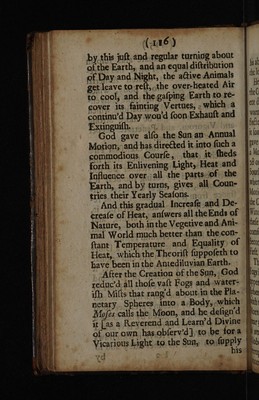 (116)
by this just and regular turning about
of the Earth, and an equal distribution
of Day and Night, the active Animals
get leave to rest, the over-heated Air
to cool, and the gasping Earth to re-
cover its fainting Vertues, which a
continu'd Day wou'd soon Exhaust and
Extinguish.
God gave also the Sun an Annual
Motion, and has directed it into such a
commodious Course, that it sheds
forth its Enlivening Light, Heat and
Influence over all the parts of the
Earth, and by turns, gives all Coun-
tries their Yearly Seasons.
And this gradual Increase and De-
crease of Heat, answers all the Ends of
Nature, both in the Vegetive and Ani-
mal World much better than the con-
stant Temperature and Equality of
Heat, which the Theorist supposeth to
have been in the Antediluvian Earth.
After the Creation of the Sun, God
reduc'd all those vast Fogs and water-
ish Mists that rang'd about in the Pla-
netary Spheres into a Body, which
Moses calls the Moon, and he design'd
it [as a Reverend and Learn'd Divine
of our own has observ'd] to be for a
Vicarious Light to the Sun, to supply
his